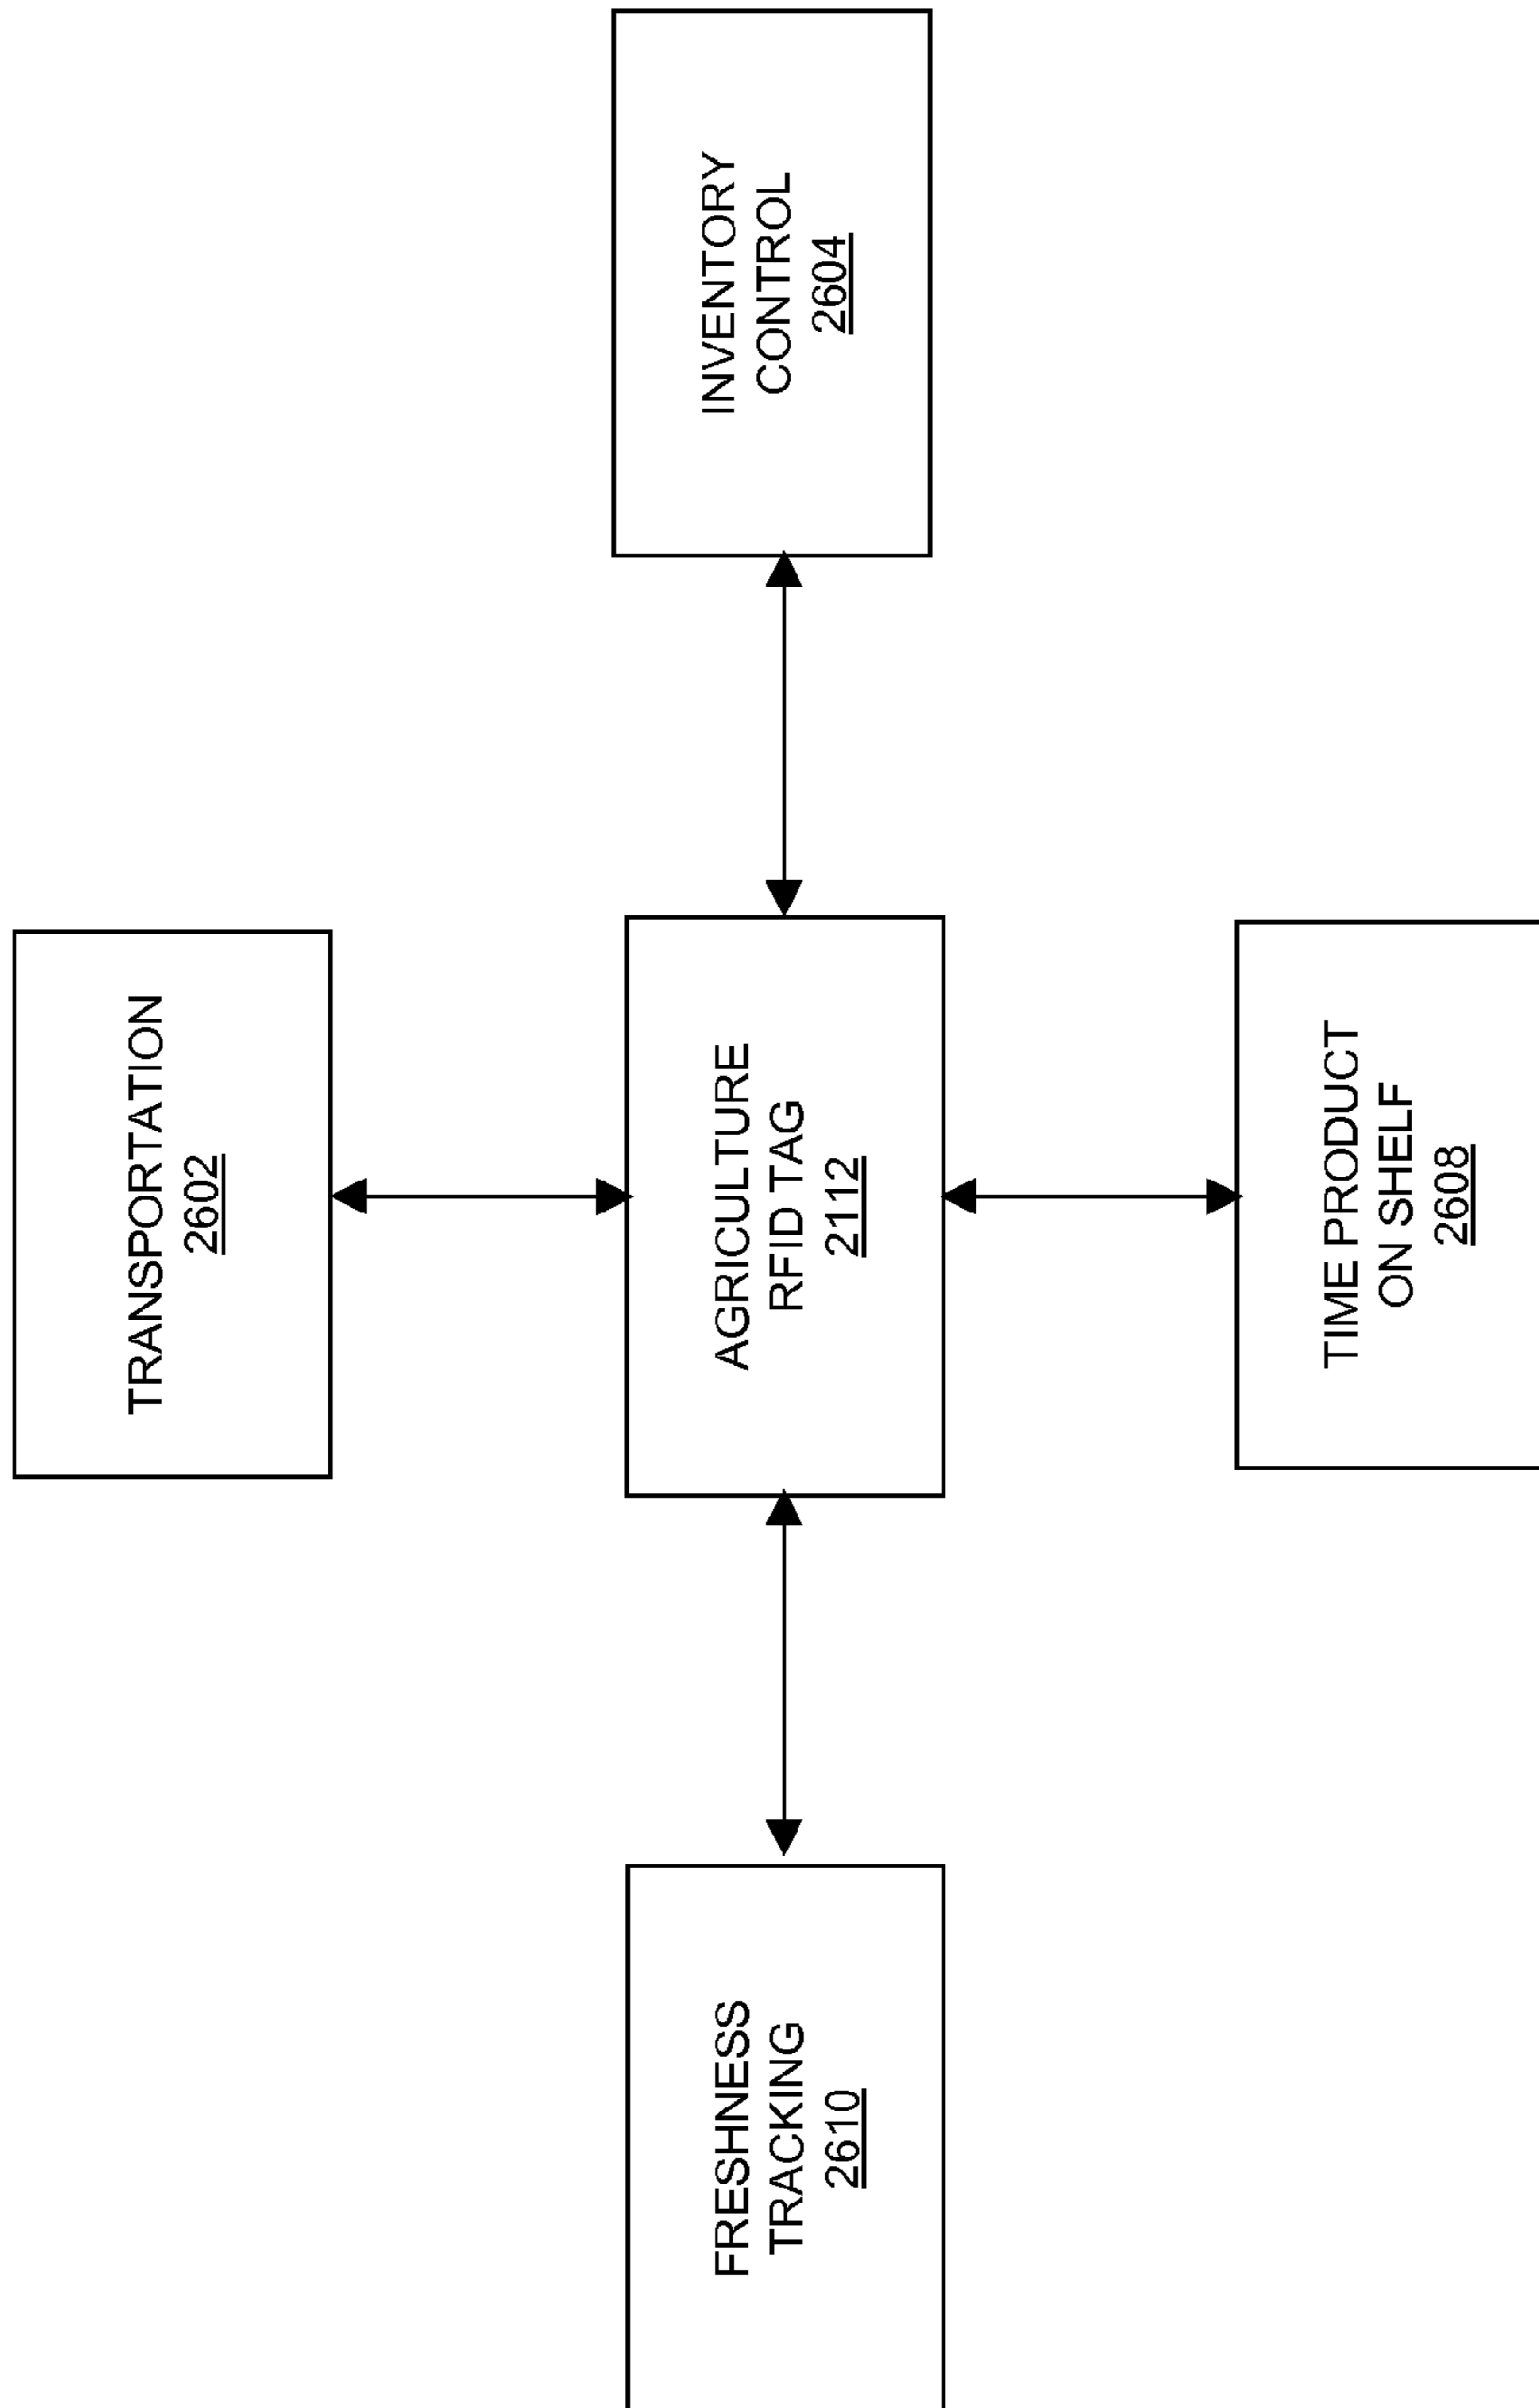 TRANSPORTATION
2602
FRESHNESS
TRACKING
2610
AGRICULTURE
RFID TAG
2112
INVENTORY
CONTROL
2604
TIME PRODUCT
ON SHELF
2608